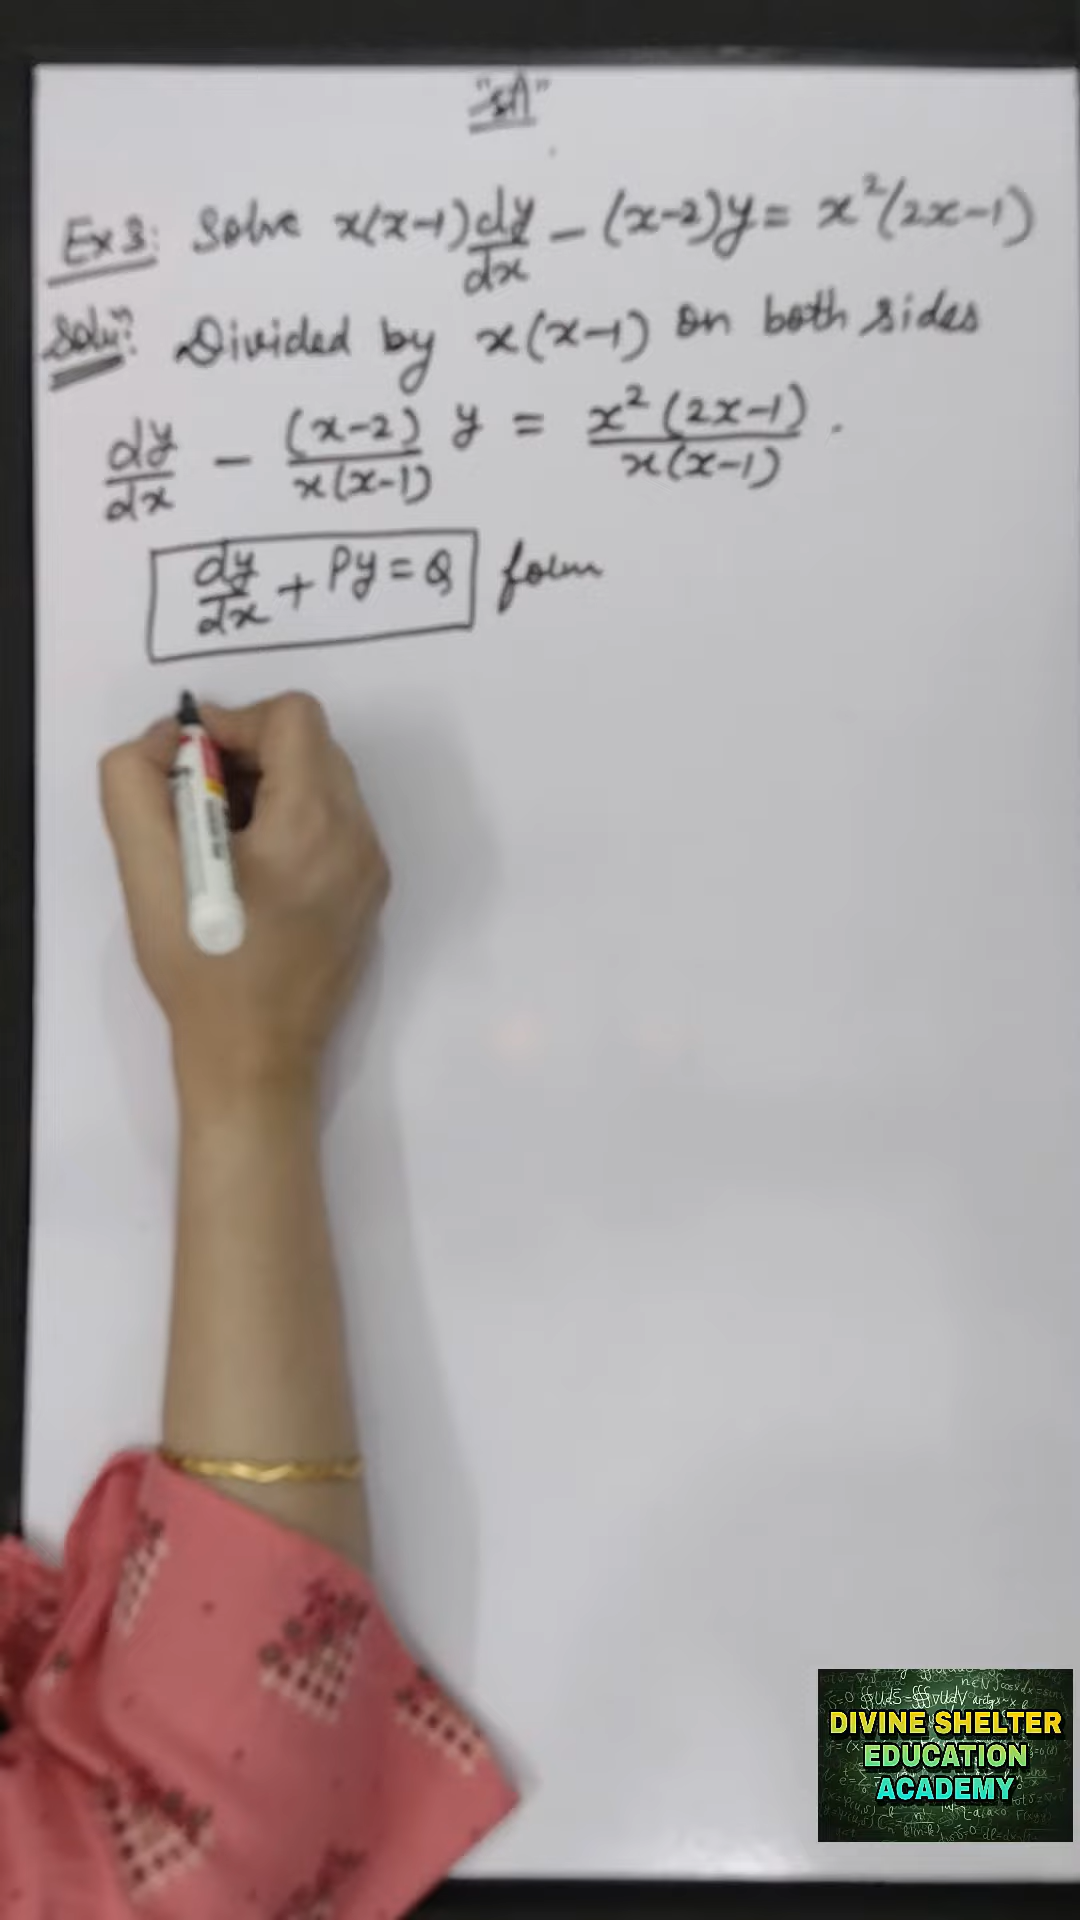 Ex 3: Solve x(x-1) dy/dx - (x-2)y = x²(2x-1)
Solu̲ⁿ: Divided by x(x-1) on both sides
dy/dx - (x-2)/x(x-1) y = x²(2x-1)/x(x-1) .
dy/dx + Py = Q form
DIVINE SHELTER
EDUCATION
ACADEMY